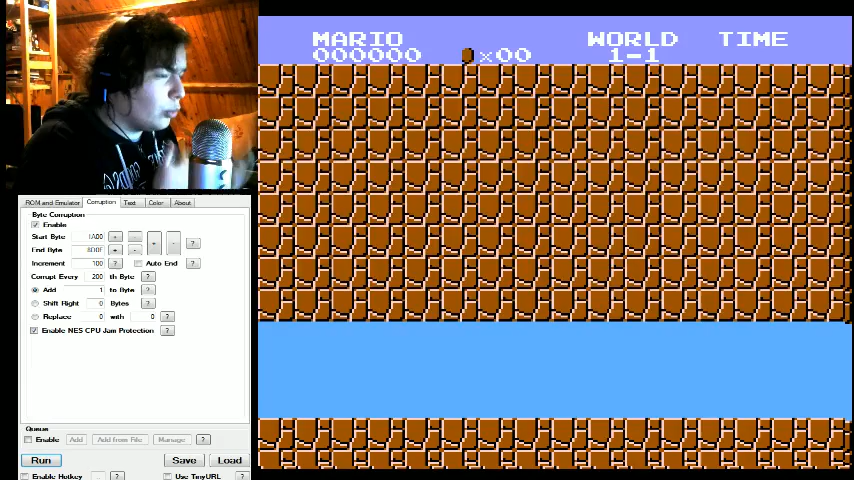 MARIO WORLD TIME
000000 ×00 1-1
ROM and Emulator Corruption Text Color About
Byte Corruption
Enable
Start Byte 1A00 + - + - ?
End Byte 8D0F + -
Increment 100 ? Auto End ?
Corrupt Every 200 th Byte ?
Add 1 to Byte ?
Shift Right 0 Bytes ?
Replace 0 with 0 ?
Enable NES CPU Jam Protection ?
Queue
Enable Add Add from File Manage ?
Run Save Load
Enable Hotkey ... ? Use TinyURL ?